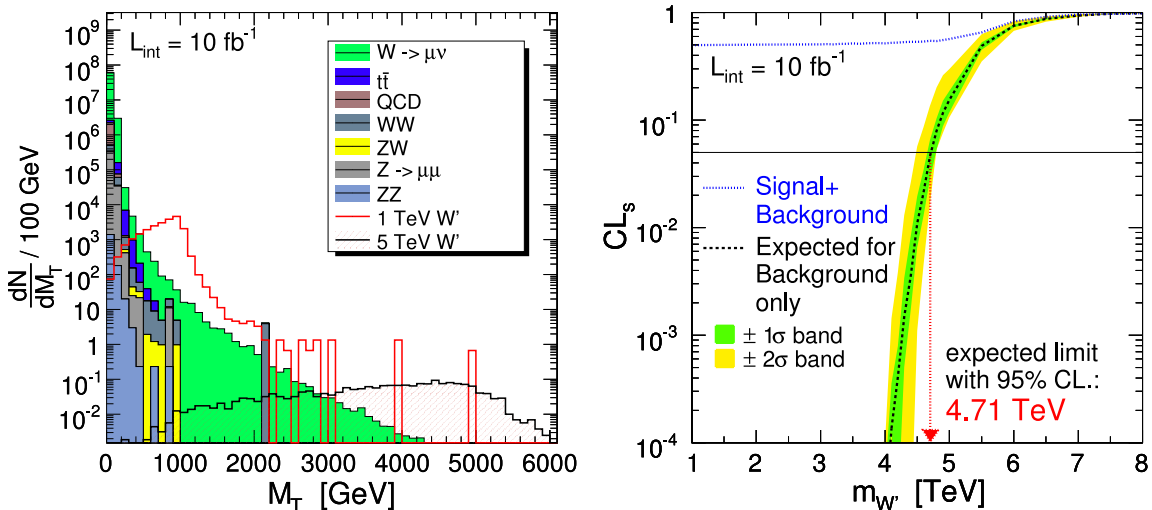 L_int = 10 fb⁻¹
W -> μν
tt̄
QCD
WW
ZW
Z -> μμ
ZZ
1 TeV W'
5 TeV W'
dN/dM_T / 100 GeV
10⁹
10⁸
10⁷
10⁶
10⁵
10⁴
10³
10²
10
1
10⁻¹
10⁻²
0 1000 2000 3000 4000 5000 6000
M_T [GeV]
L_int = 10 fb⁻¹
Signal+
Background
Expected for
Background
only
± 1σ band
± 2σ band
expected limit
with 95% CL.:
4.71 TeV
CL_s
1
10⁻¹
10⁻²
10⁻³
10⁻⁴
1 2 3 4 5 6 7 8
m_W' [TeV]